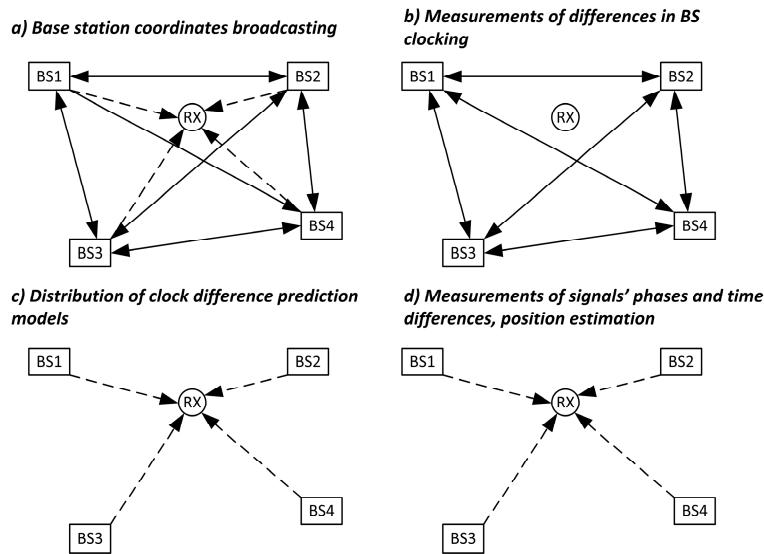 a) Base station coordinates broadcasting
BS1
BS2
RX
BS4
BS3
b) Measurements of differences in BS
clocking
BS1
BS2
RX
BS4
BS3
c) Distribution of clock difference prediction
models
BS1
BS2
RX
BS4
BS3
d) Measurements of signals' phases and time
differences, position estimation
BS1
BS2
RX
BS4
BS3